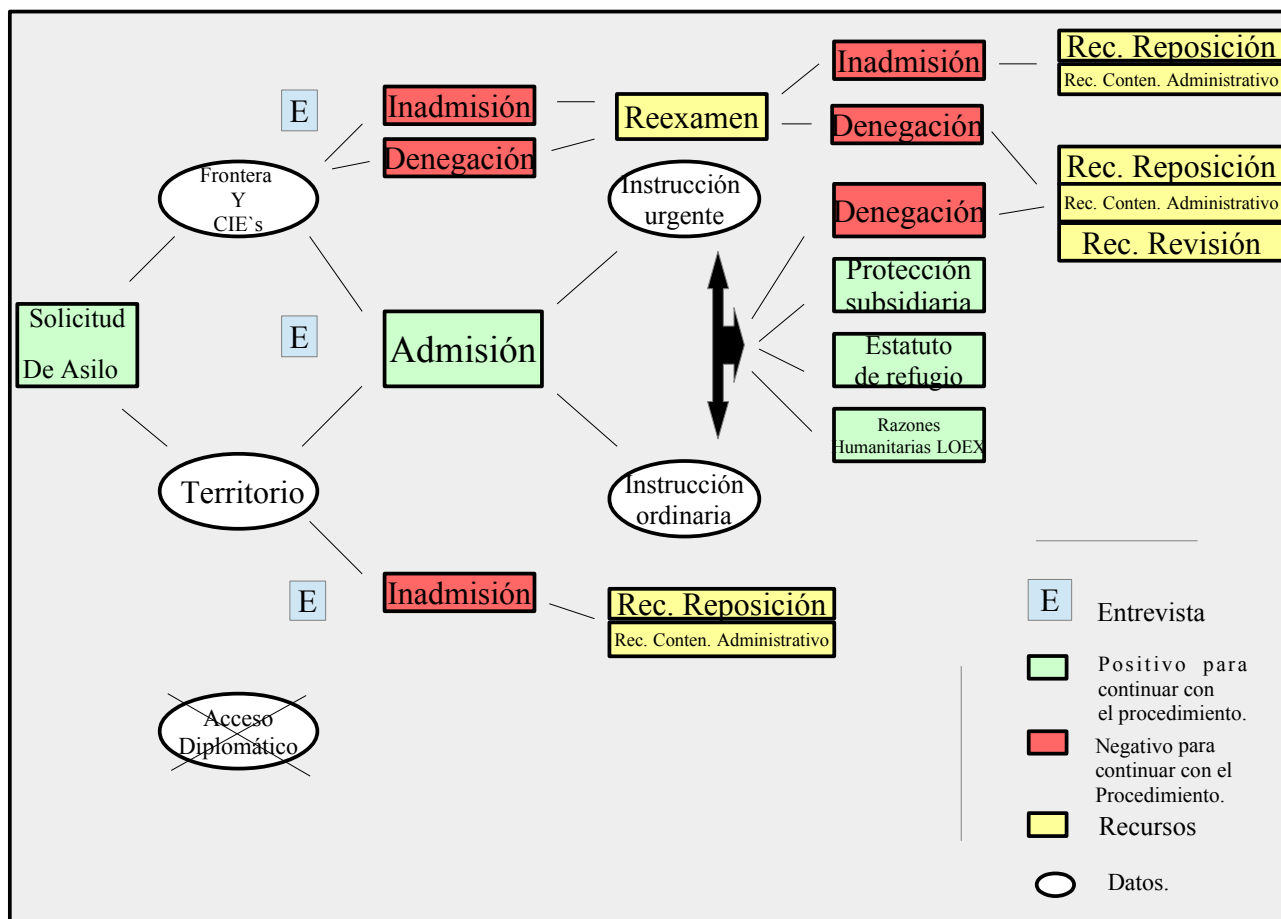 Inadmisión
Rec. Reposición
Rec. Conten. Administrativo
E
Inadmisión
Reexamen
Denegación
Denegación
Rec. Reposición
Rec. Conten. Administrativo
Rec. Revisión
Frontera
Y
CIE`s
Instrucción
urgente
Denegación
Protección
subsidiaria
Solicitud
De Asilo
E
Admisión
Estatuto
de refugio
Razones
Humanitarias LOEX
Territorio
Instrucción
ordinaria
E
Inadmisión
Rec. Reposición
Rec. Conten. Administrativo
Acceso
Diplomático
E
Entrevista
Positivo para
continuar con
el procedimiento.
Negativo para
continuar con el
Procedimiento.
Recursos
Datos.